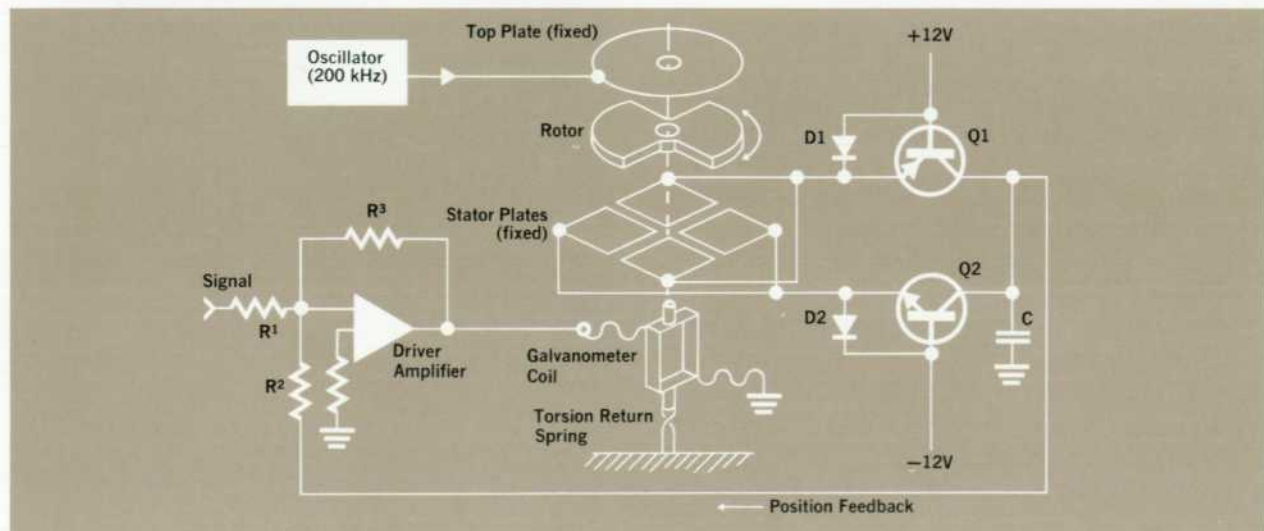 Top Plate (fixed)
+12V
Oscillator
(200 kHz)
Rotor
D1
Q1
R3
Stator Plates
(fixed)
Signal
Q2
R1
D2
C
Driver
Amplifier
Galvanometer
Coil
R2
Torsion Return
Spring
—12V
Position Feedback